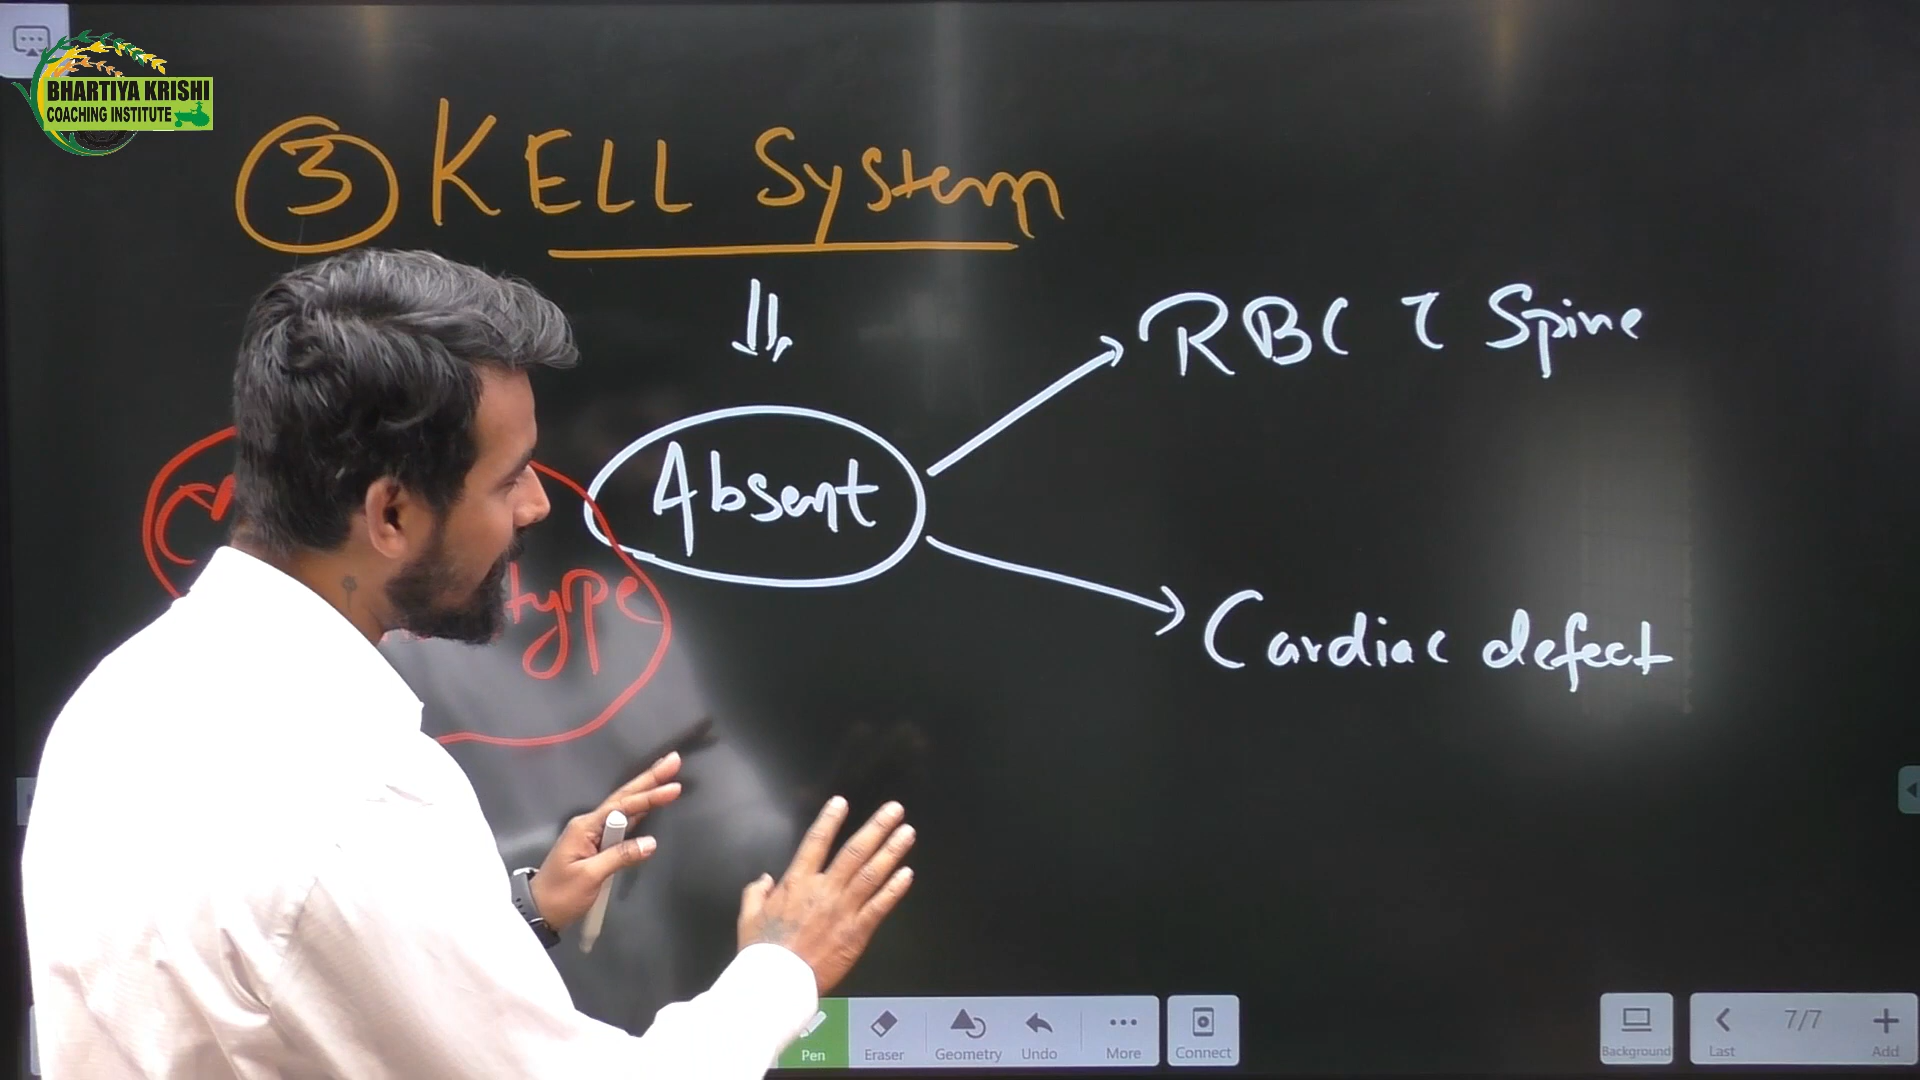 BHARTIYA KRISHI
COACHING INSTITUTE
3 KELL System
RBC Spine
Absent
type
Cardiac defect
Pen
Eraser
Geometry
Undo
More
Connect
Background
Last
7/7
Add